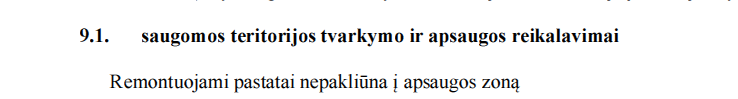 9.1. saugomos teritorijos tvarkymo ir apsaugos reikalavimai
Remontuojami pastatai nepakliūna į apsaugos zoną